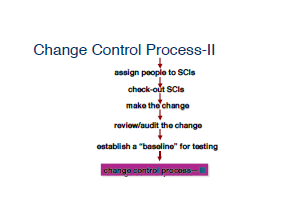 Change Control Process-II
assign people to SCIs
check-out SCIs
make the change
review/audit the change
establish a “baseline” for testing
change control process—III